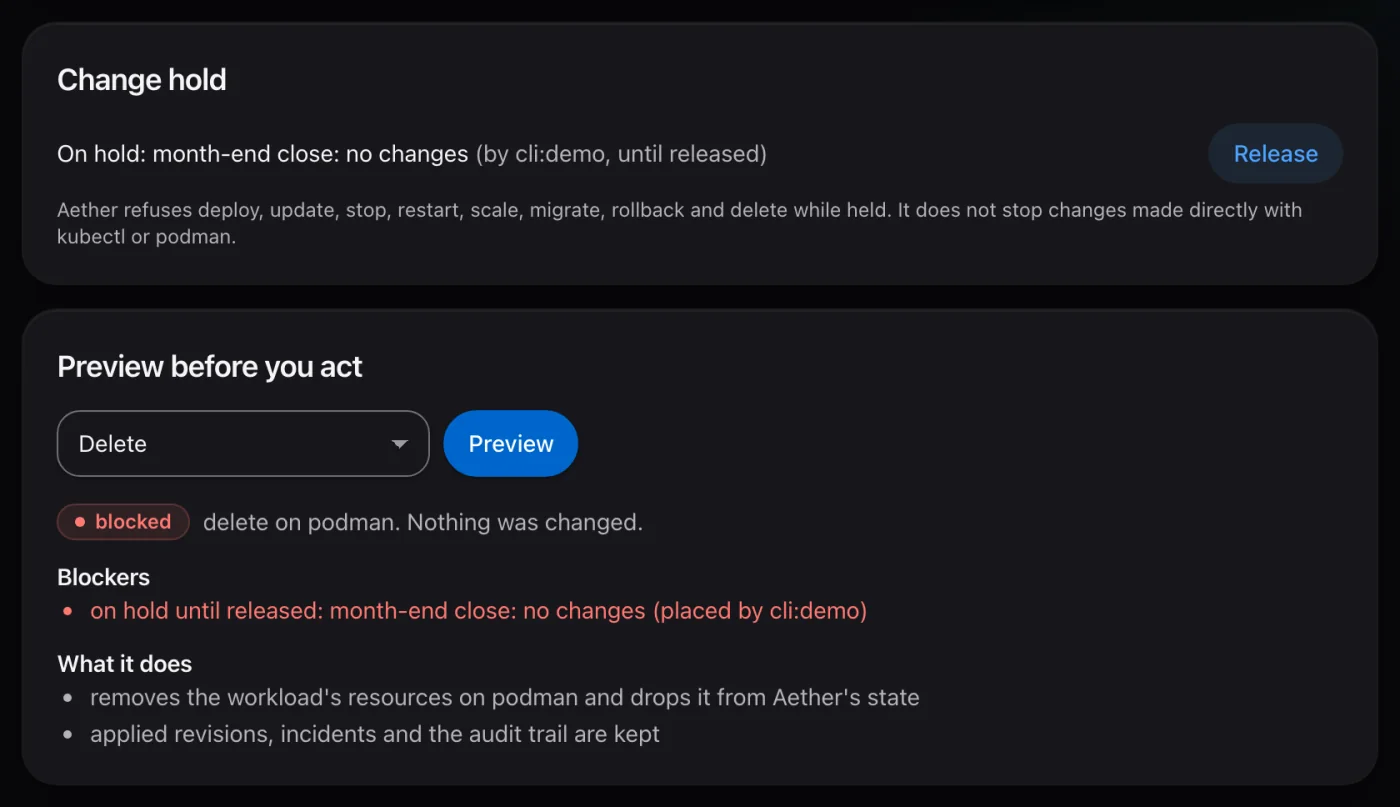 Change hold
On hold: month-end close: no changes (by cli:demo, until released)
Release
Aether refuses deploy, update, stop, restart, scale, migrate, rollback and delete while held. It does not stop changes made directly with
kubectl or podman.
Preview before you act
Delete
Preview
blocked
delete on podman. Nothing was changed.
Blockers
• on hold until released: month-end close: no changes (placed by cli:demo)
What it does
• removes the workload's resources on podman and drops it from Aether's state
• applied revisions, incidents and the audit trail are kept